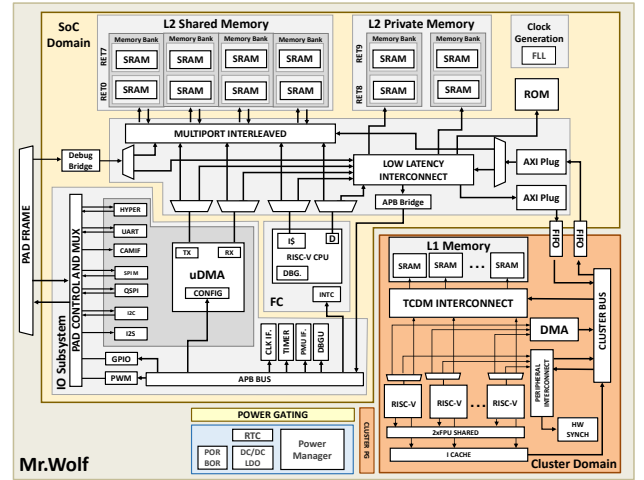 SoC
Domain
L2 Shared Memory
L2 Private Memory
Clock
Generation
FLL
RET7
RET0
Memory Bank
Memory Bank
Memory Bank
Memory Bank
SRAM
SRAM
SRAM
SRAM
SRAM
SRAM
SRAM
SRAM
RET9
RET8
Memory Bank
Memory Bank
SRAM
SRAM
SRAM
SRAM
ROM
MULTIPORT INTERLEAVED
Debug
Bridge
LOW LATENCY
INTERCONNECT
AXI Plug
AXI Plug
APB Bridge
PAD FRAME
IO Subsystem
PAD CONTROL AND MUX
HYPER
UART
CAMIF
SPI M
QSPI
I2C
I2S
GPIO
PWM
TX
RX
uDMA
CONFIG
I$
D
RISC-V CPU
DBG.
INTC
FC
CLK IF.
TIMER
PMU IF.
DBGU
APB BUS
FIFO
FIFO
L1 Memory
SRAM
SRAM
...
SRAM
TCDM INTERCONNECT
DMA
CLUSTER BUS
PERIPHERAL
INTERCONNECT
RISC-V
RISC-V
...
RISC-V
HW
SYNCH
2xFPU SHARED
I CACHE
Cluster Domain
POWER GATING
CLUSTER PG
RTC
POR
BOR
DC/DC
LDO
Power
Manager
Mr.Wolf